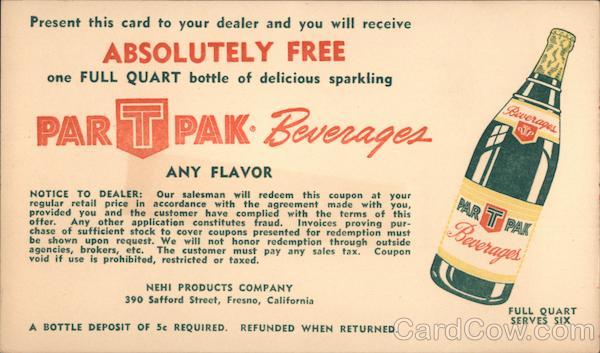 Present this card to your dealer and you will receive
ABSOLUTELY FREE
one FULL QUART bottle of delicious sparkling
PAR T PAK® Beverages
ANY FLAVOR
NOTICE TO DEALER: Our salesman will redeem this coupon at your
regular retail price in accordance with the agreement made with you,
provided you and the customer have complied with the terms of this
offer. Any other application constitutes fraud. Invoices proving pur-
chase of sufficient stock to cover coupons presented for redemption must
be shown upon request. We will not honor redemption through outside
agencies, brokers, etc. The customer must pay any sales tax. Coupon
void if use is prohibited, restricted or taxed.
NEHI PRODUCTS COMPANY
390 Safford Street, Fresno, California
A BOTTLE DEPOSIT OF 5c REQUIRED. REFUNDED WHEN RETURNED.
Beverages
PAR T PAK
Beverages
FULL QUART
SERVES SIX
CardCow.com